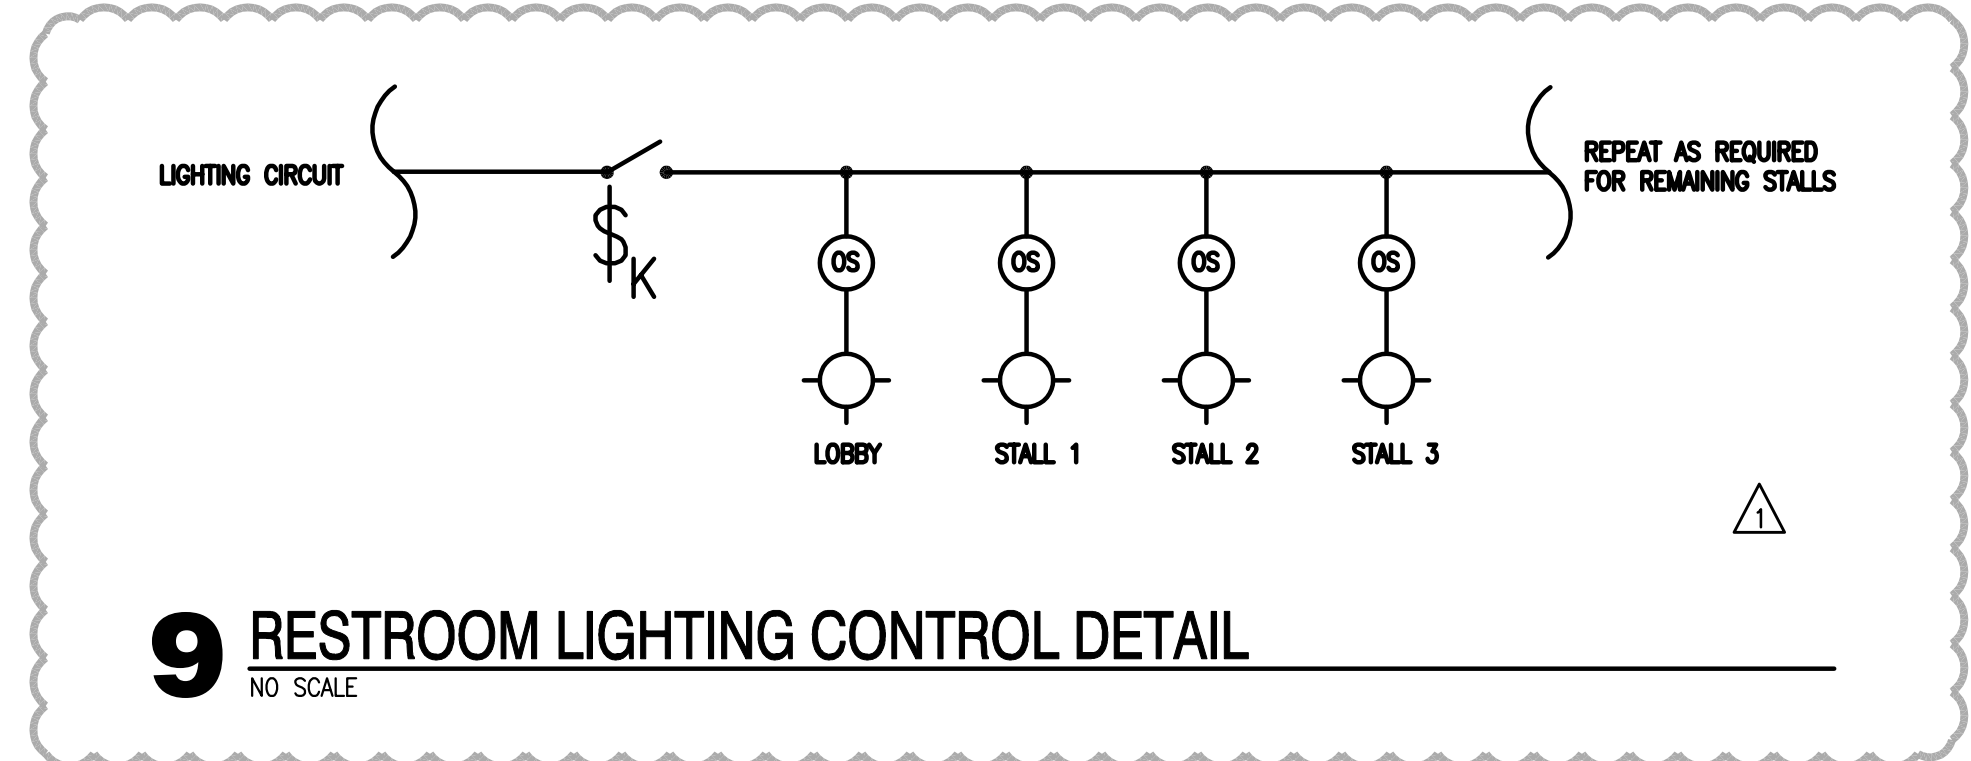 LIGHTING CIRCUIT
REPEAT AS REQUIRED
FOR REMAINING STALLS
$K
OS OS OS OS
LOBBY STALL 1 STALL 2 STALL 3
1
9 RESTROOM LIGHTING CONTROL DETAIL
NO SCALE